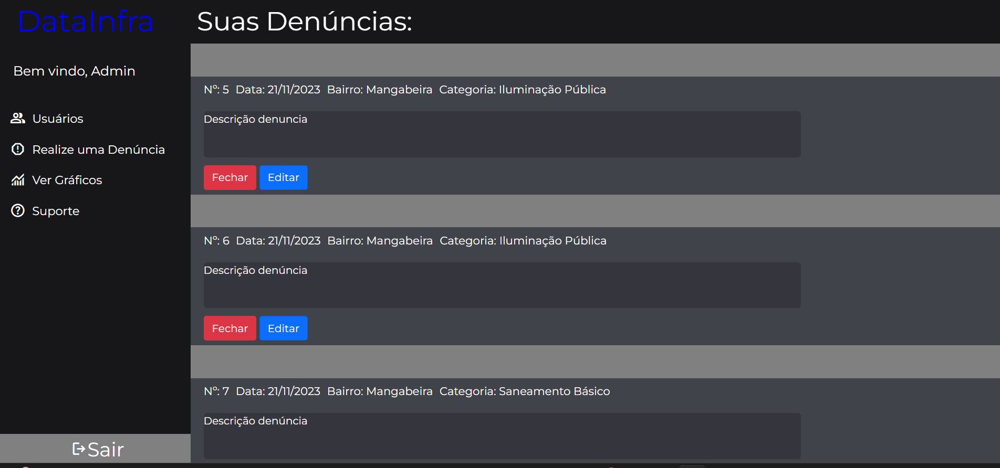 DataInfra
Bem vindo, Admin
Usuários
Realize uma Denúncia
Ver Gráficos
Suporte
Sair
Suas Denúncias:
Nº: 5 Data: 21/11/2023 Bairro: Mangabeira Categoria: Iluminação Pública
Descrição denuncia
Fechar Editar
Nº: 6 Data: 21/11/2023 Bairro: Mangabeira Categoria: Iluminação Pública
Descrição denúncia
Fechar Editar
Nº: 7 Data: 21/11/2023 Bairro: Mangabeira Categoria: Saneamento Básico
Descrição denúncia